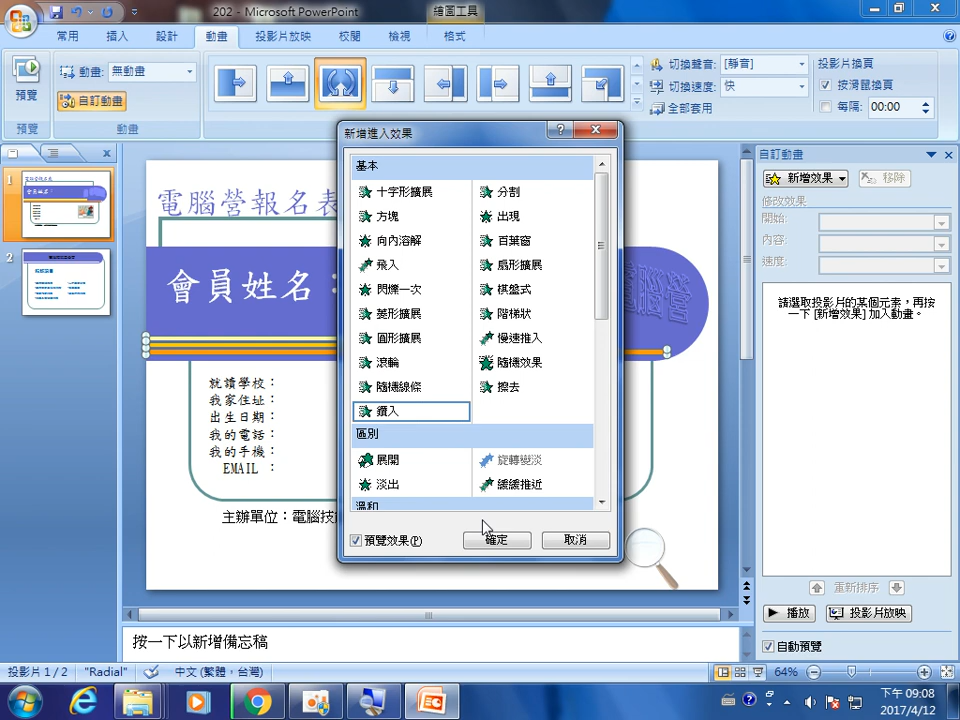 202 - Microsoft PowerPoint
繪圖工具
常用
插入
設計
動畫
投影片放映
校閱
檢視
格式
預覽
動畫：
無動畫
自訂動畫
切換聲音：
[靜音]
切換速度：
快
全部套用
投影片換頁
按滑鼠換頁
每隔：
00:00
預覽
動畫
1
2
電腦營報名表
會員姓名：
就讀學校：
我家住址：
出生日期：
我的電話：
我的手機：
EMAIL ：
主辦單位：電腦技
電腦營
新增進入效果
基本
十字形擴展
分割
方塊
出現
向內溶解
百葉窗
飛入
扇形擴展
閃爍一次
棋盤式
菱形擴展
階梯狀
圓形擴展
慢速推入
滾輪
隨機效果
隨機線條
擦去
鑽入
區別
展開
旋轉變淡
淡出
緩緩推近
溫和
預覽效果(P)
確定
取消
自訂動畫
新增效果
移除
修改效果
開始:
內容:
速度:
請選取投影片的某個元素，再按
一下 [新增效果] 加入動畫。
重新排序
播放
投影片放映
自動預覽
按一下以新增備忘稿
投影片 1 / 2
"Radial"
中文 (繁體，台灣)
64%
下午 09:08
2017/4/12